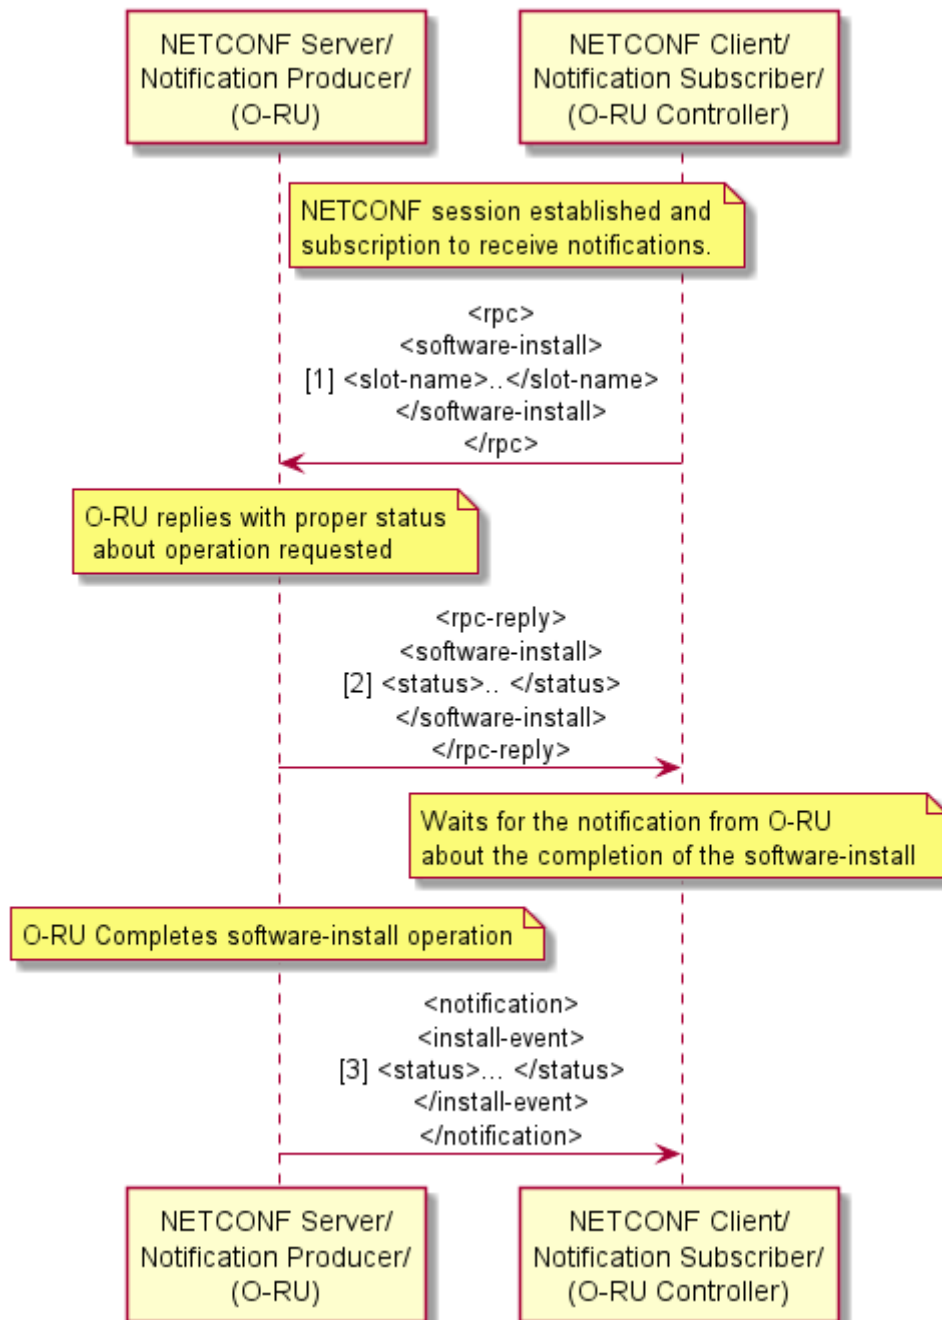 NETCONF Server/
Notification Producer/
(O-RU)
NETCONF Client/
Notification Subscriber/
(O-RU Controller)
NETCONF session established and
subscription to receive notifications.
<rpc>
<software-install>
[1] <slot-name>..</slot-name>
</software-install>
</rpc>
O-RU replies with proper status
about operation requested
<rpc-reply>
<software-install>
[2] <status>.. </status>
</software-install>
</rpc-reply>
Waits for the notification from O-RU
about the completion of the software-install
O-RU Completes software-install operation
<notification>
<install-event>
[3] <status>... </status>
</install-event>
</notification>
NETCONF Server/
Notification Producer/
(O-RU)
NETCONF Client/
Notification Subscriber/
(O-RU Controller)